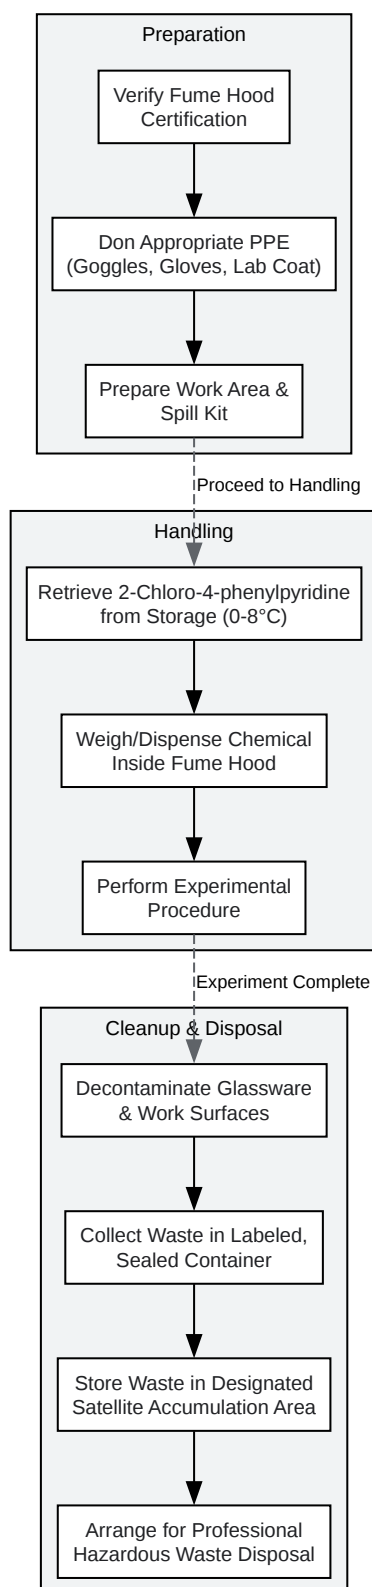 Preparation
Verify Fume Hood
Certification
Don Appropriate PPE
(Goggles, Gloves, Lab Coat)
Prepare Work Area &
Spill Kit
Proceed to Handling
Handling
Retrieve 2-Chloro-4-phenylpyridine
from Storage (0-8°C)
Weigh/Dispense Chemical
Inside Fume Hood
Perform Experimental
Procedure
Experiment Complete
Cleanup & Disposal
Decontaminate Glassware
& Work Surfaces
Collect Waste in Labeled,
Sealed Container
Store Waste in Designated
Satellite Accumulation Area
Arrange for Professional
Hazardous Waste Disposal